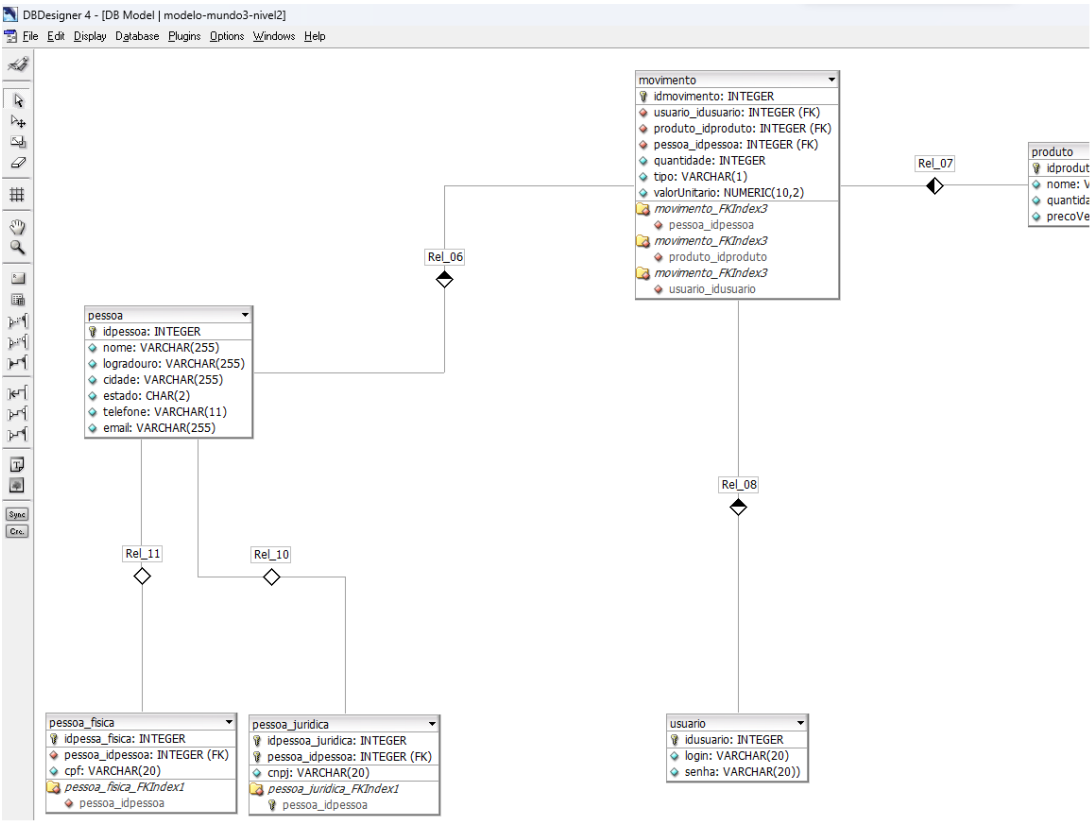 DBDesigner 4 - [DB Model | modelo-mundo3-nivel2]
File Edit Display Database Plugins Options Windows Help
movimento
idmovimento: INTEGER
usuario_idusuario: INTEGER (FK)
produto_idproduto: INTEGER (FK)
pessoa_idpessoa: INTEGER (FK)
quantidade: INTEGER
tipo: VARCHAR(1)
valorUnitario: NUMERIC(10,2)
movimento_FKIndex3
pessoa_idpessoa
movimento_FKIndex3
produto_idproduto
movimento_FKIndex3
usuario_idusuario
Rel_07
produto
idprodut
nome: V
quantida
precoVe
Rel_06
pessoa
idpessoa: INTEGER
nome: VARCHAR(255)
logradouro: VARCHAR(255)
cidade: VARCHAR(255)
estado: CHAR(2)
telefone: VARCHAR(11)
email: VARCHAR(255)
Rel_08
Rel_11
Rel_10
Sync
Crc.
pessoa_fisica
idpessa_fisica: INTEGER
pessoa_idpessoa: INTEGER (FK)
cpf: VARCHAR(20)
pessoa_fisica_FKIndex1
pessoa_idpessoa
pessoa_juridica
idpessoa_juridica: INTEGER
pessoa_idpessoa: INTEGER (FK)
cnpj: VARCHAR(20)
pessoa_juridica_FKIndex1
pessoa_idpessoa
usuario
idusuario: INTEGER
login: VARCHAR(20)
senha: VARCHAR(20))